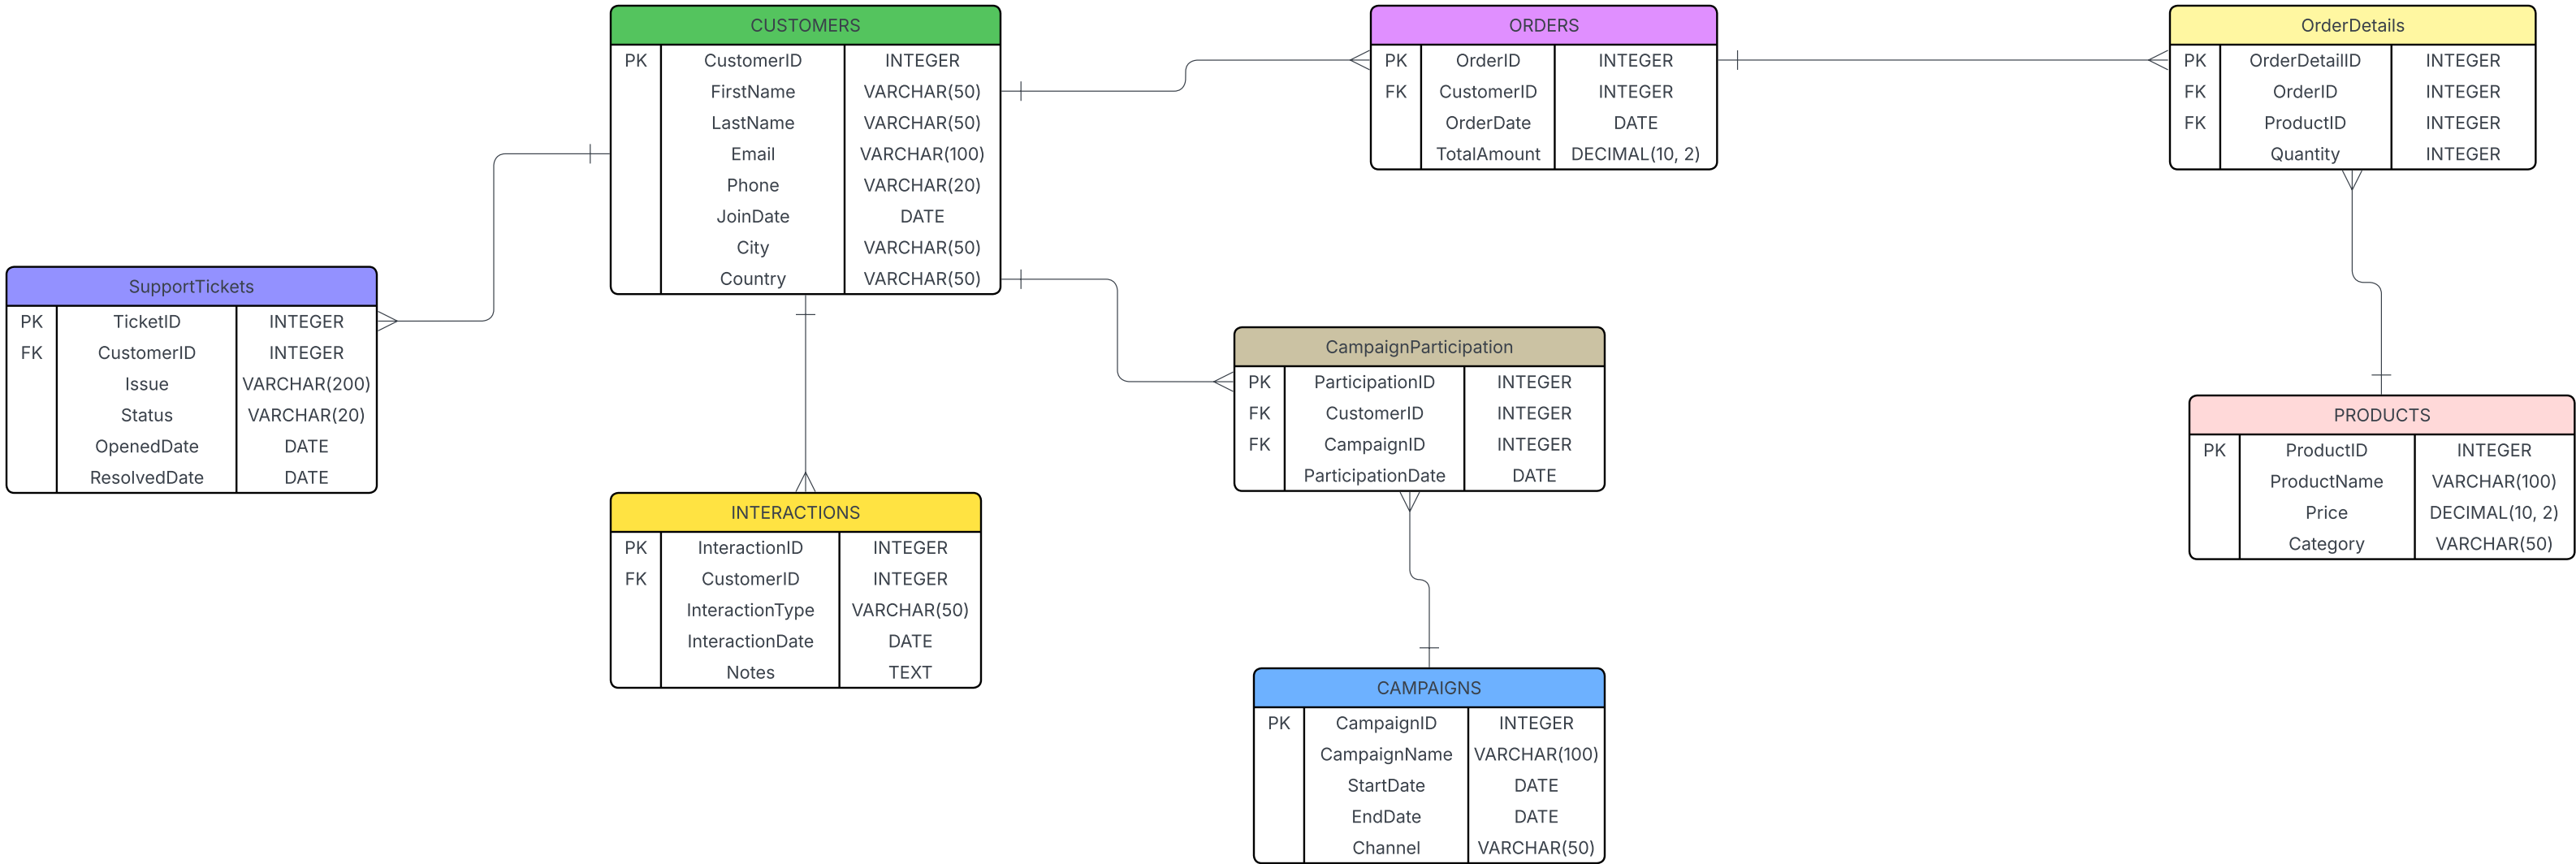 CUSTOMERS
PK CustomerID INTEGER
FirstName VARCHAR(50)
LastName VARCHAR(50)
Email VARCHAR(100)
Phone VARCHAR(20)
JoinDate DATE
City VARCHAR(50)
Country VARCHAR(50)
ORDERS
PK OrderID INTEGER
FK CustomerID INTEGER
OrderDate DATE
TotalAmount DECIMAL(10, 2)
OrderDetails
PK OrderDetailID INTEGER
FK OrderID INTEGER
FK ProductID INTEGER
Quantity INTEGER
SupportTickets
PK TicketID INTEGER
FK CustomerID INTEGER
Issue VARCHAR(200)
Status VARCHAR(20)
OpenedDate DATE
ResolvedDate DATE
CampaignParticipation
PK ParticipationID INTEGER
FK CustomerID INTEGER
FK CampaignID INTEGER
ParticipationDate DATE
PRODUCTS
PK ProductID INTEGER
ProductName VARCHAR(100)
Price DECIMAL(10, 2)
Category VARCHAR(50)
INTERACTIONS
PK InteractionID INTEGER
FK CustomerID INTEGER
InteractionType VARCHAR(50)
InteractionDate DATE
Notes TEXT
CAMPAIGNS
PK CampaignID INTEGER
CampaignName VARCHAR(100)
StartDate DATE
EndDate DATE
Channel VARCHAR(50)